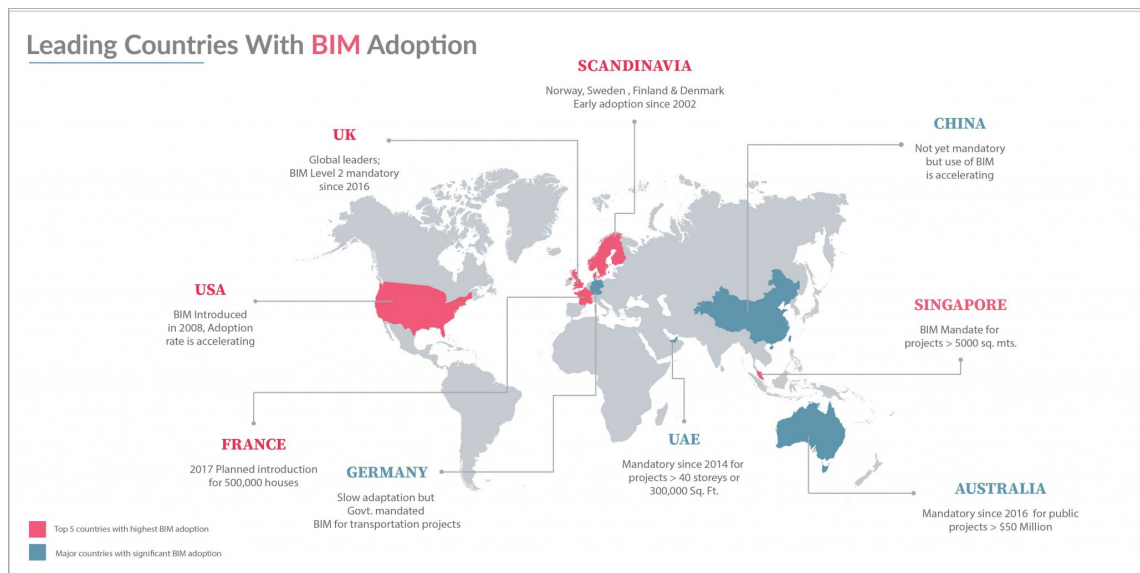 Leading Countries With BIM Adoption
SCANDINAVIA
Norway, Sweden , Finland & Denmark
Early adoption since 2002
UK
Global leaders;
BIM Level 2 mandatory
since 2016
CHINA
Not yet mandatory
but use of BIM
is accelerating
USA
BIM Introduced
in 2008, Adoption
rate is accelerating
SINGAPORE
BIM Mandate for
projects > 5000 sq. mts.
FRANCE
2017 Planned introduction
for 500,000 houses
GERMANY
Slow adaptation but
Govt. mandated
BIM for transportation projects
UAE
Mandatory since 2014 for
projects > 40 storeys or
300,000 Sq. Ft.
AUSTRALIA
Mandatory since 2016 for public
projects > $50 Million
Top 5 countries with highest BIM adoption
Major countries with significant BIM adoption